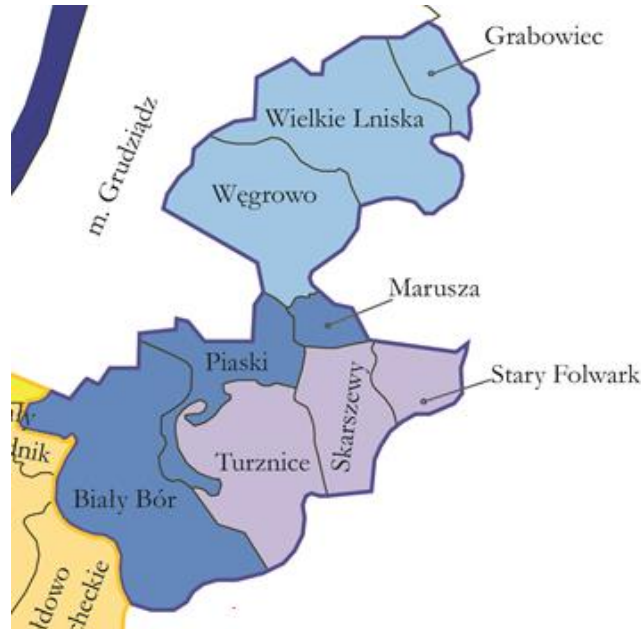 Grabowiec
Wielkie Lniska
m. Grudziądz
Węgrowo
Marusza
Piaski
Stary Folwark
Skarszewy
Turznice
Biały Bór